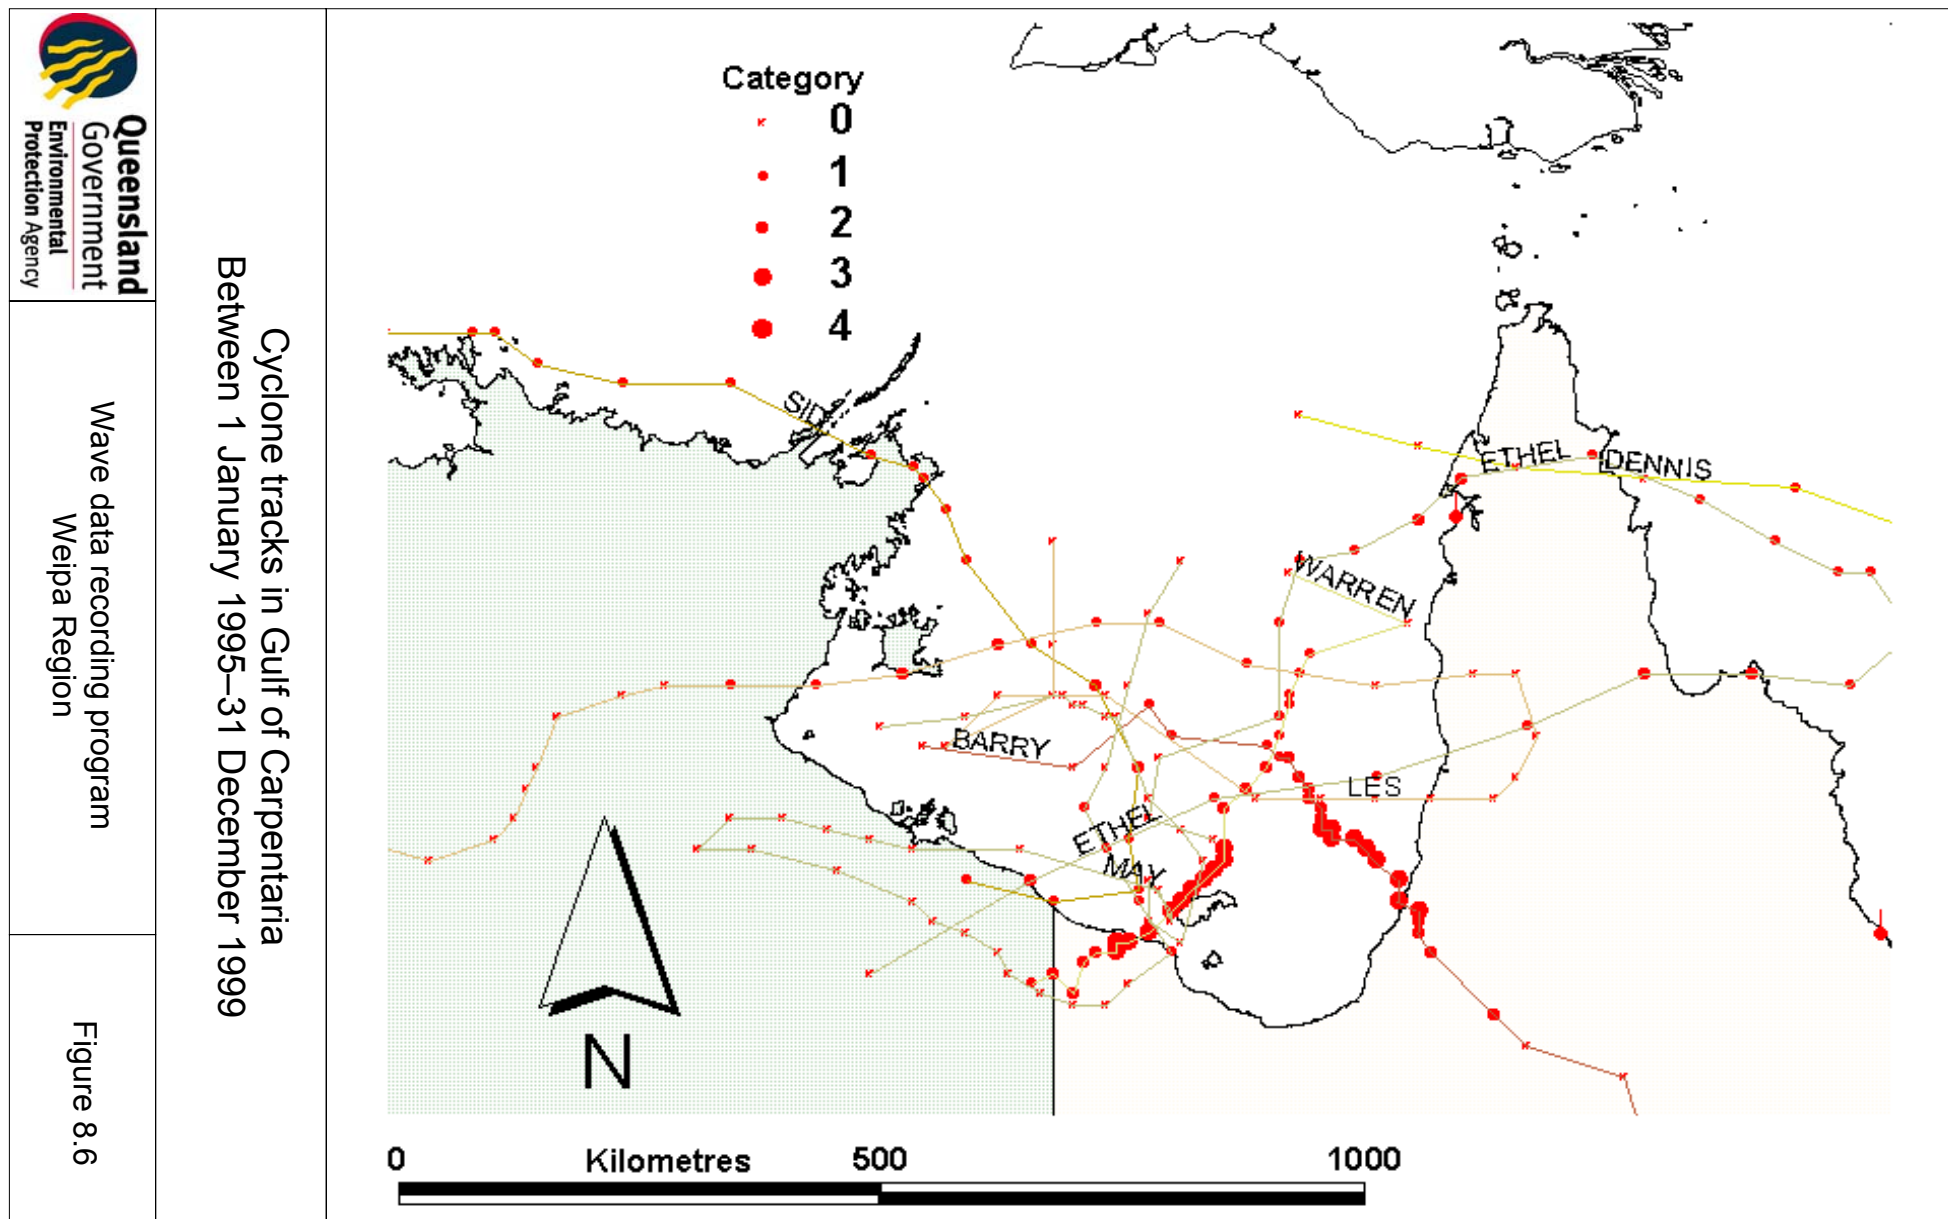 Queensland
Government
Environmental
Protection Agency
Wave data recording program
Weipa Region
Figure 8.6
Cyclone tracks in Gulf of Carpentaria
Between 1 January 1995–31 December 1999
Category
0
1
2
3
4
SID
ETHEL
DENNIS
WARREN
BARRY
LES
ETHEL
MAY
N
0 Kilometres 500 1000